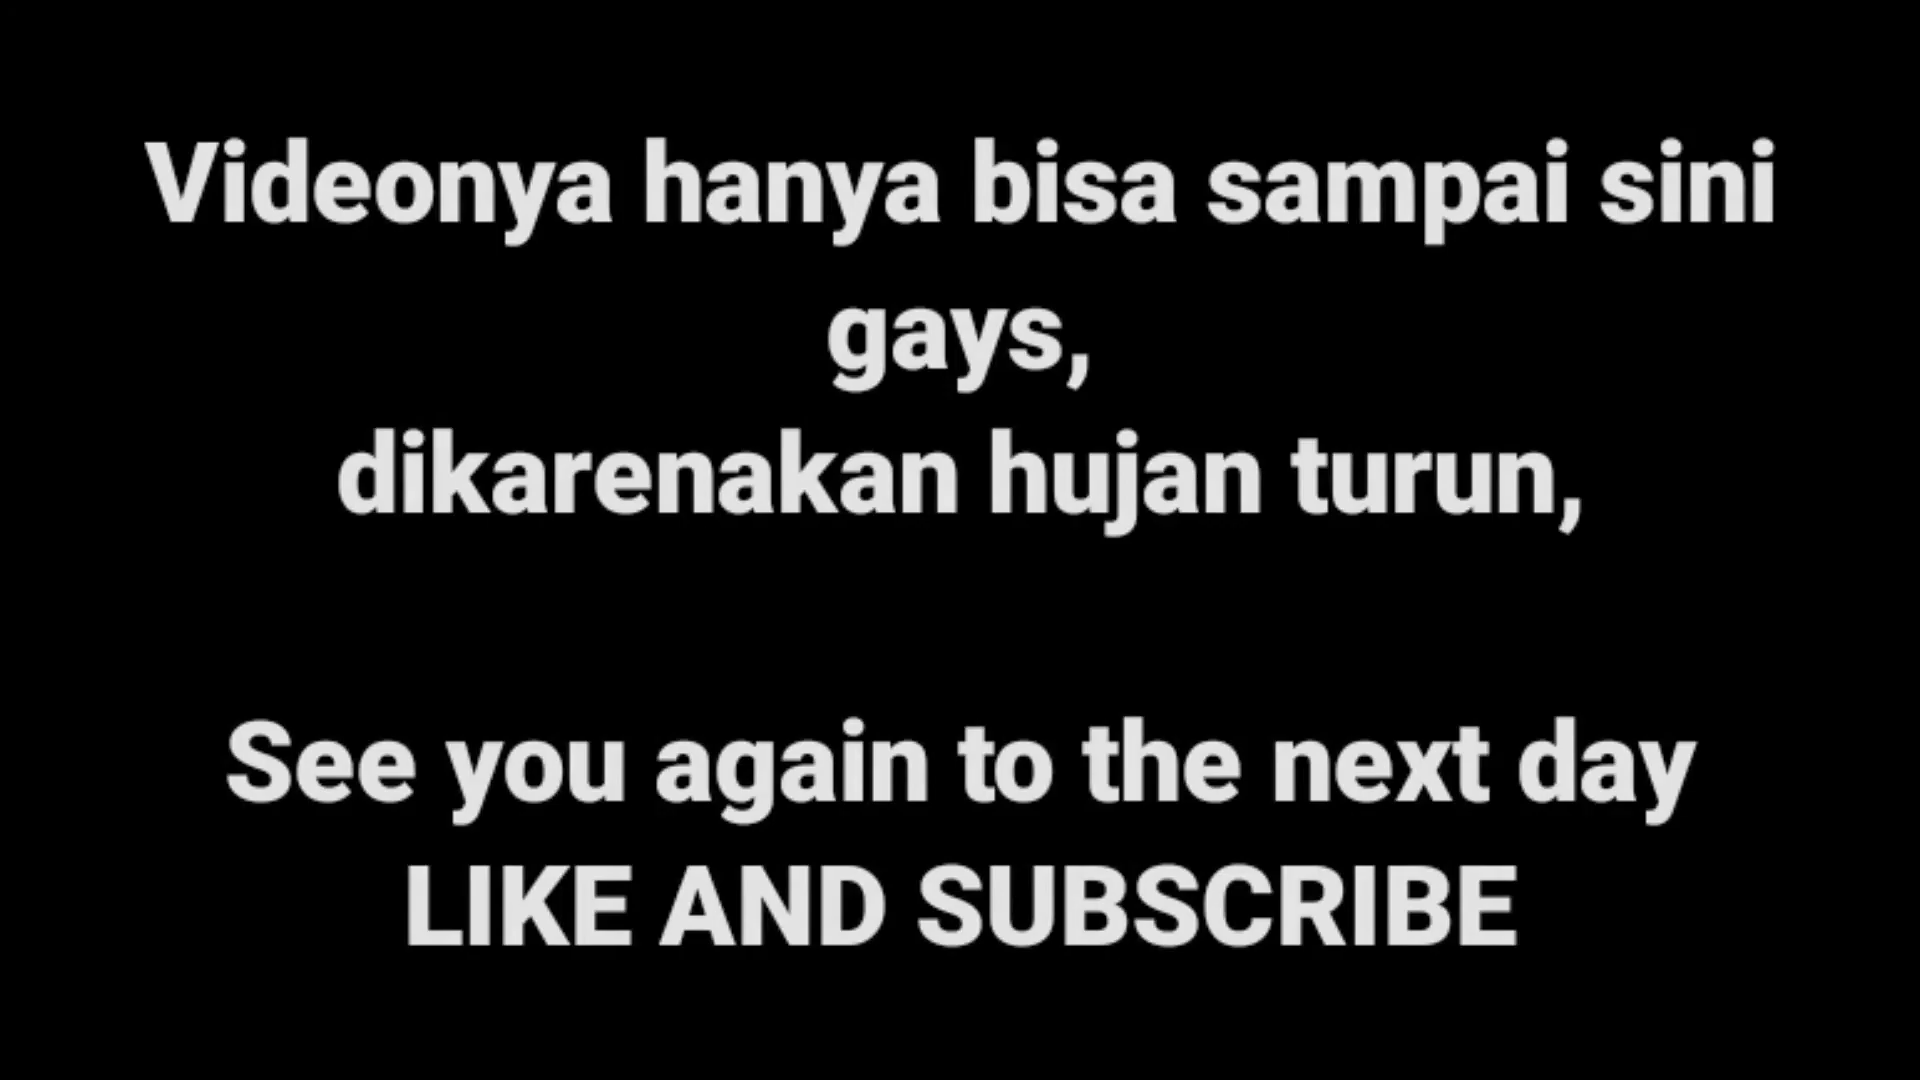 Videonya hanya bisa sampai sini
gays,
dikarenakan hujan turun,
See you again to the next day
LIKE AND SUBSCRIBE